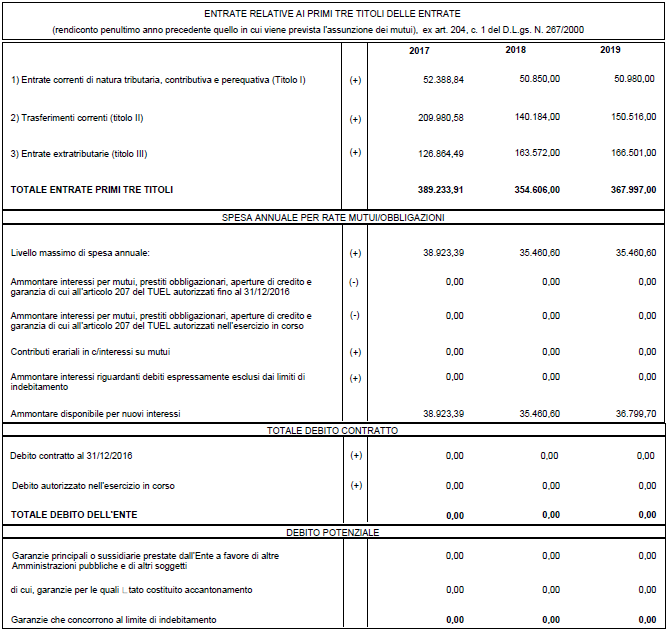 ENTRATE RELATIVE AI PRIMI TRE TITOLI DELLE ENTRATE
(rendiconto penultimo anno precedente quello in cui viene prevista l'assunzione dei mutui), ex art. 204, c. 1 del D.L.gs. N. 267/2000
2017 2018 2019
1) Entrate correnti di natura tributaria, contributiva e perequativa (Titolo I) (+) 52.388,84 50.850,00 50.980,00
2) Trasferimenti correnti (titolo II) (+) 209.980,58 140.184,00 150.516,00
3) Entrate extratributarie (titolo III) (+) 126.864,49 163.572,00 166.501,00
TOTALE ENTRATE PRIMI TRE TITOLI 389.233,91 354.606,00 367.997,00
SPESA ANNUALE PER RATE MUTUI/OBBLIGAZIONI
Livello massimo di spesa annuale: (+) 38.923,39 35.460,60 35.460,60
Ammontare interessi per mutui, prestiti obbligazionari, aperture di credito e
garanzia di cui all'articolo 207 del TUEL autorizzati fino al 31/12/2016 (-) 0,00 0,00 0,00
Ammontare interessi per mutui, prestiti obbligazionari, aperture di credito e
garanzia di cui all'articolo 207 del TUEL autorizzati nell'esercizio in corso (-) 0,00 0,00 0,00
Contributi erariali in c/interessi su mutui (+) 0,00 0,00 0,00
Ammontare interessi riguardanti debiti espressamente esclusi dai limiti di
indebitamento (+) 0,00 0,00 0,00
Ammontare disponibile per nuovi interessi 38.923,39 35.460,60 36.799,70
TOTALE DEBITO CONTRATTO
Debito contratto al 31/12/2016 (+) 0,00 0,00 0,00
Debito autorizzato nell'esercizio in corso (+) 0,00 0,00 0,00
TOTALE DEBITO DELL'ENTE 0,00 0,00 0,00
DEBITO POTENZIALE
Garanzie principali o sussidiarie prestate dall'Ente a favore di altre
Amministrazioni pubbliche e di altri soggetti 0,00 0,00 0,00
di cui, garanzie per le quali tato costituito accantonamento 0,00 0,00 0,00
Garanzie che concorrono al limite di indebitamento 0,00 0,00 0,00